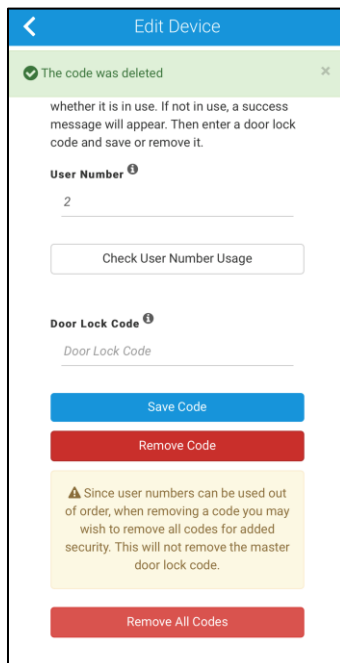 Edit Device
The code was deleted ×
whether it is in use. If not in use, a success
message will appear. Then enter a door lock
code and save or remove it.
User Number
2
Check User Number Usage
Door Lock Code
Door Lock Code
Save Code
Remove Code
Since user numbers can be used out
of order, when removing a code you may
wish to remove all codes for added
security. This will not remove the master
door lock code.
Remove All Codes